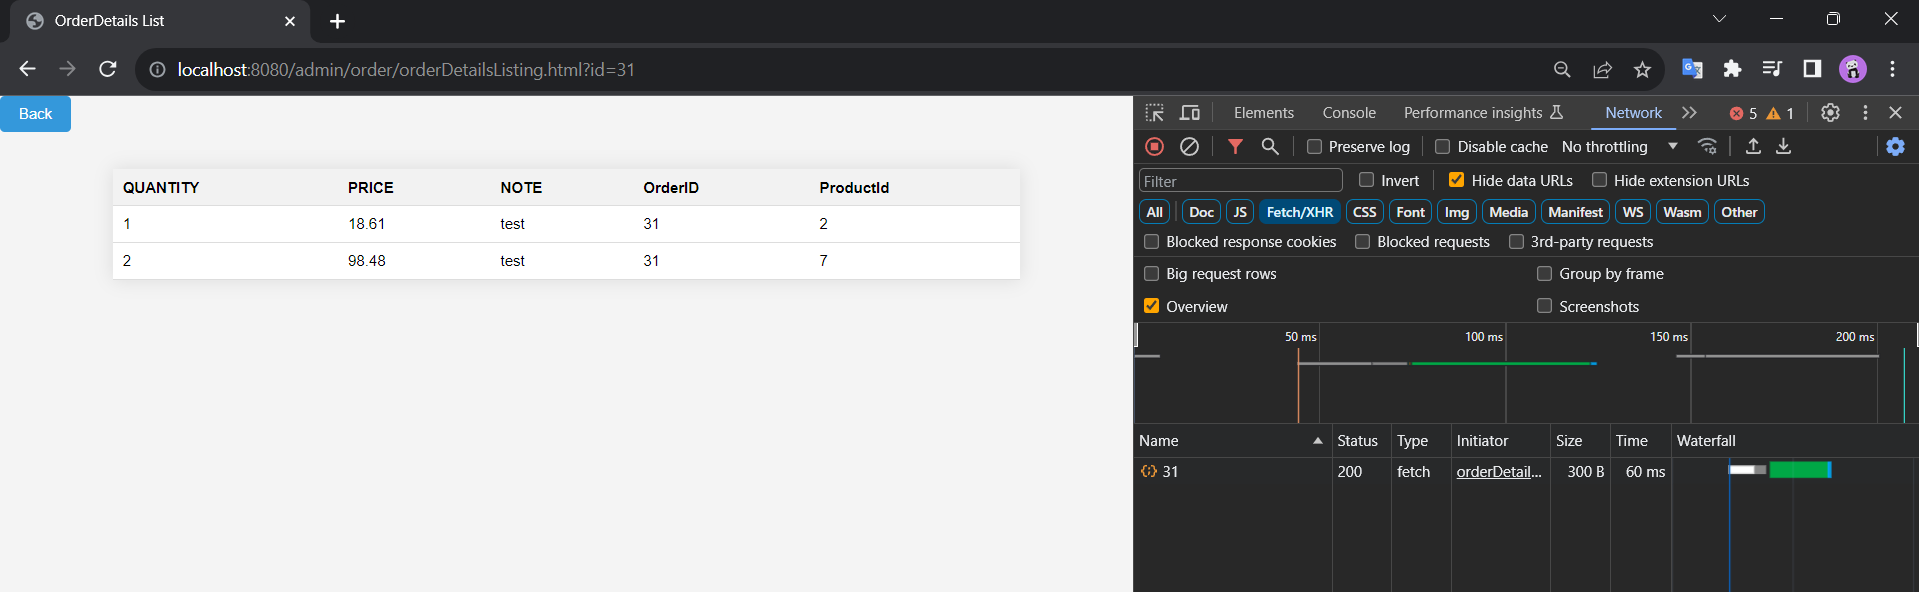 OrderDetails List
localhost:8080/admin/order/orderDetailsListing.html?id=31
Back
QUANTITY PRICE NOTE OrderID ProductId
1 18.61 test 31 2
2 98.48 test 31 7
Elements Console Performance insights Network 5 1
Preserve log Disable cache No throttling
Filter Invert Hide data URLs Hide extension URLs
All Doc JS Fetch/XHR CSS Font Img Media Manifest WS Wasm Other
Blocked response cookies Blocked requests 3rd-party requests
Big request rows Group by frame
Overview Screenshots
50 ms 100 ms 150 ms 200 ms
Name Status Type Initiator Size Time Waterfall
31 200 fetch orderDetail... 300 B 60 ms